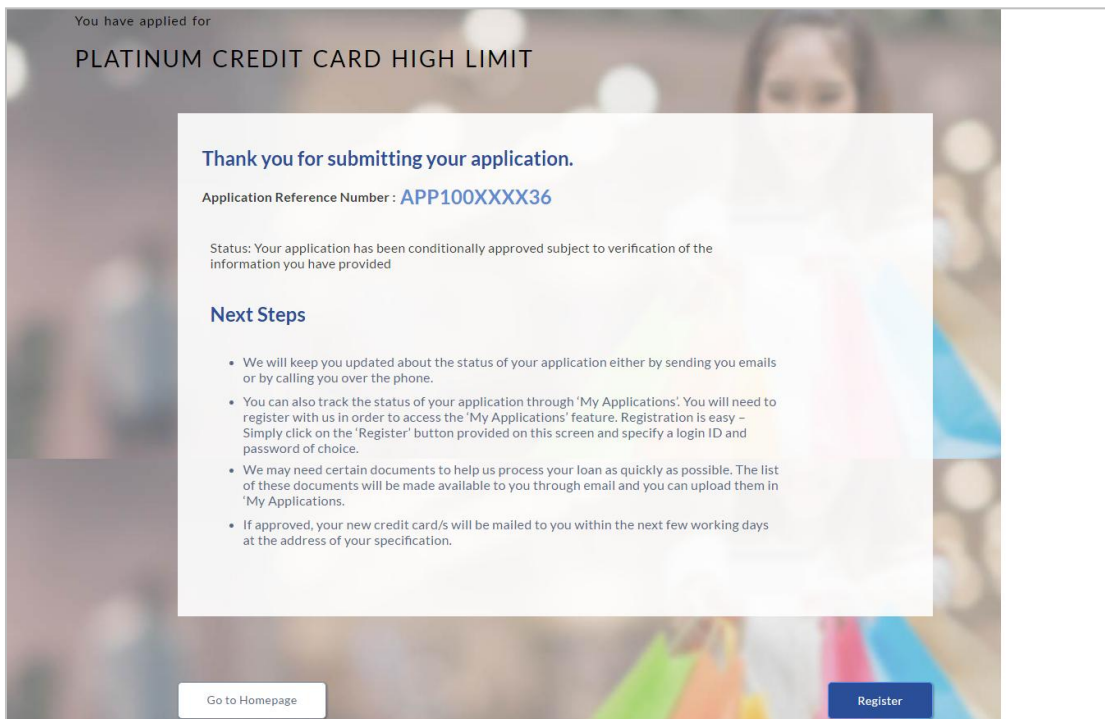 You have applied for
PLATINUM CREDIT CARD HIGH LIMIT
Thank you for submitting your application.
Application Reference Number : APP100XXXX36
Status: Your application has been conditionally approved subject to verification of the
information you have provided
Next Steps
• We will keep you updated about the status of your application either by sending you emails
or by calling you over the phone.
• You can also track the status of your application through ‘My Applications’. You will need to
register with us in order to access the ‘My Applications’ feature. Registration is easy –
Simply click on the ‘Register’ button provided on this screen and specify a login ID and
password of choice.
• We may need certain documents to help us process your loan as quickly as possible. The list
of these documents will be made available to you through email and you can upload them in
‘My Applications.
• If approved, your new credit card/s will be mailed to you within the next few working days
at the address of your specification.
Go to Homepage
Register